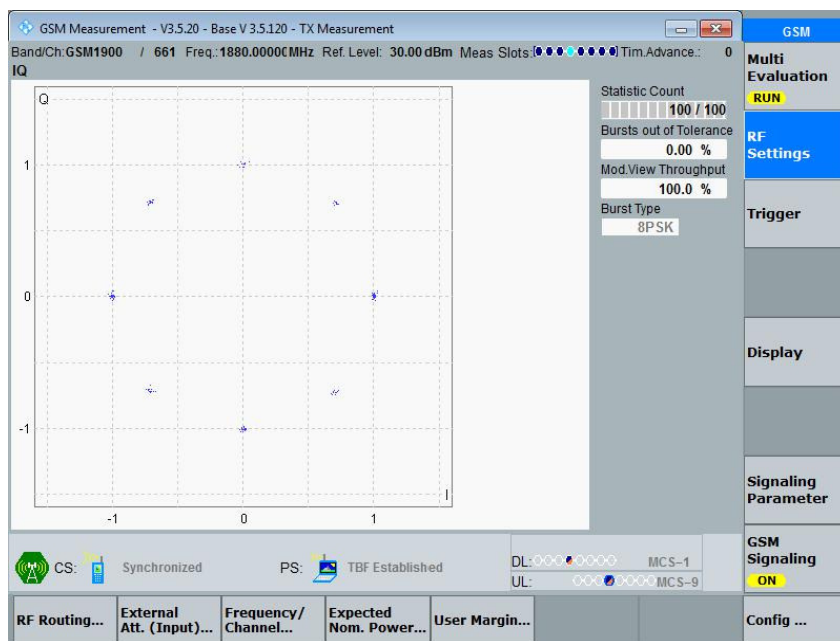 GSM Measurement - V3.5.20 - Base V 3.5.120 - TX Measurement
Band/Ch:GSM1900 / 661 Freq.:1880.0000(MHz Ref. Level: 30.00 dBm Meas Slots: Tim.Advance.: 0
IQ
Q
1
0
-1
-1 0 1
I
Statistic Count
100 / 100
Bursts out of Tolerance
0.00 %
Mod.View Throughput
100.0 %
Burst Type
8PSK
CS: Synchronized PS: TBF Established
DL: MCS-1
UL: MCS-9
RF Routing...
External
Att. (Input)...
Frequency/
Channel...
Expected
Nom. Power...
User Margin...
GSM
Multi
Evaluation
RUN
RF
Settings
Trigger
Display
Signaling
Parameter
GSM
Signaling
ON
Config ...